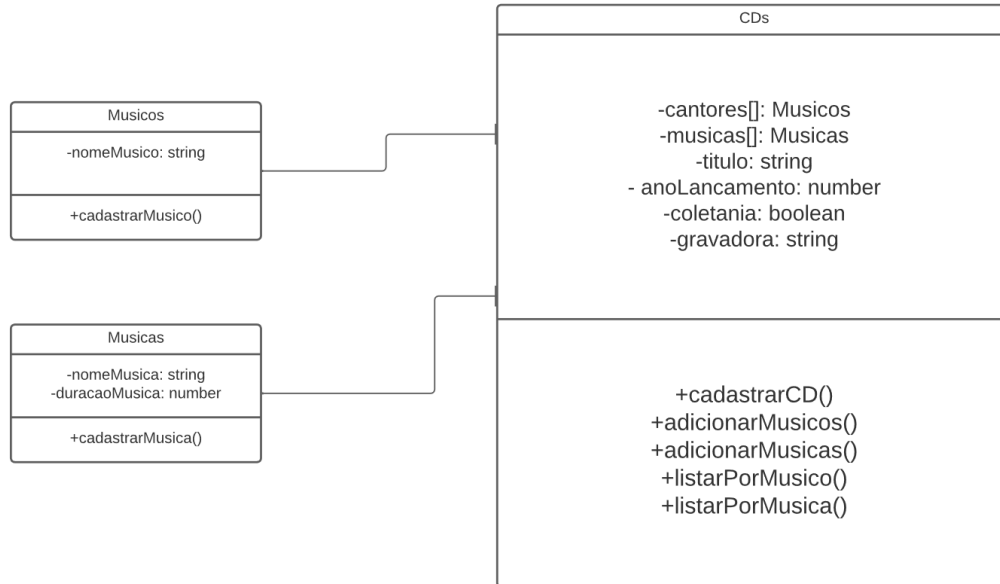 Musicos
-nomeMusico: string
+cadastrarMusico()
Musicas
-nomeMusica: string
-duracaoMusica: number
+cadastrarMusica()
CDs
-cantores[]: Musicos
-musicas[]: Musicas
-titulo: string
- anoLancamento: number
-coletania: boolean
-gravadora: string
+cadastrarCD()
+adicionarMusicos()
+adicionarMusicas()
+listarPorMusico()
+listarPorMusica()